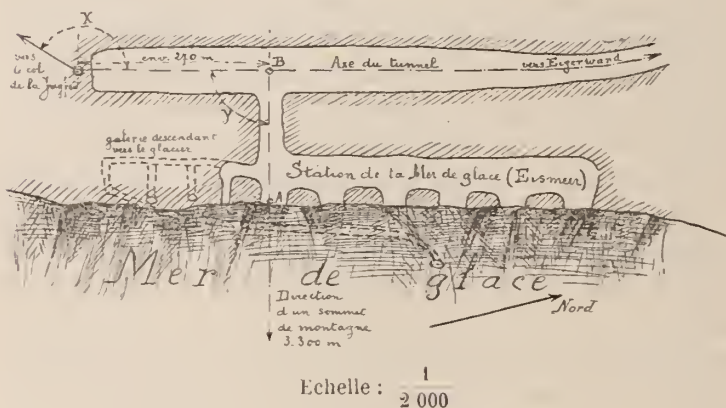 X
vers
le col
de la
env. 270 m
B
Axe du tunnel
vers Eigerwand
y
galerie descendant
vers le glacier
Station de la Mer de glace (Eismeer)
A
Mer de glace
Direction
d'un sommet
de montagne
3.300 m
Nord
Echelle : 1
2 000